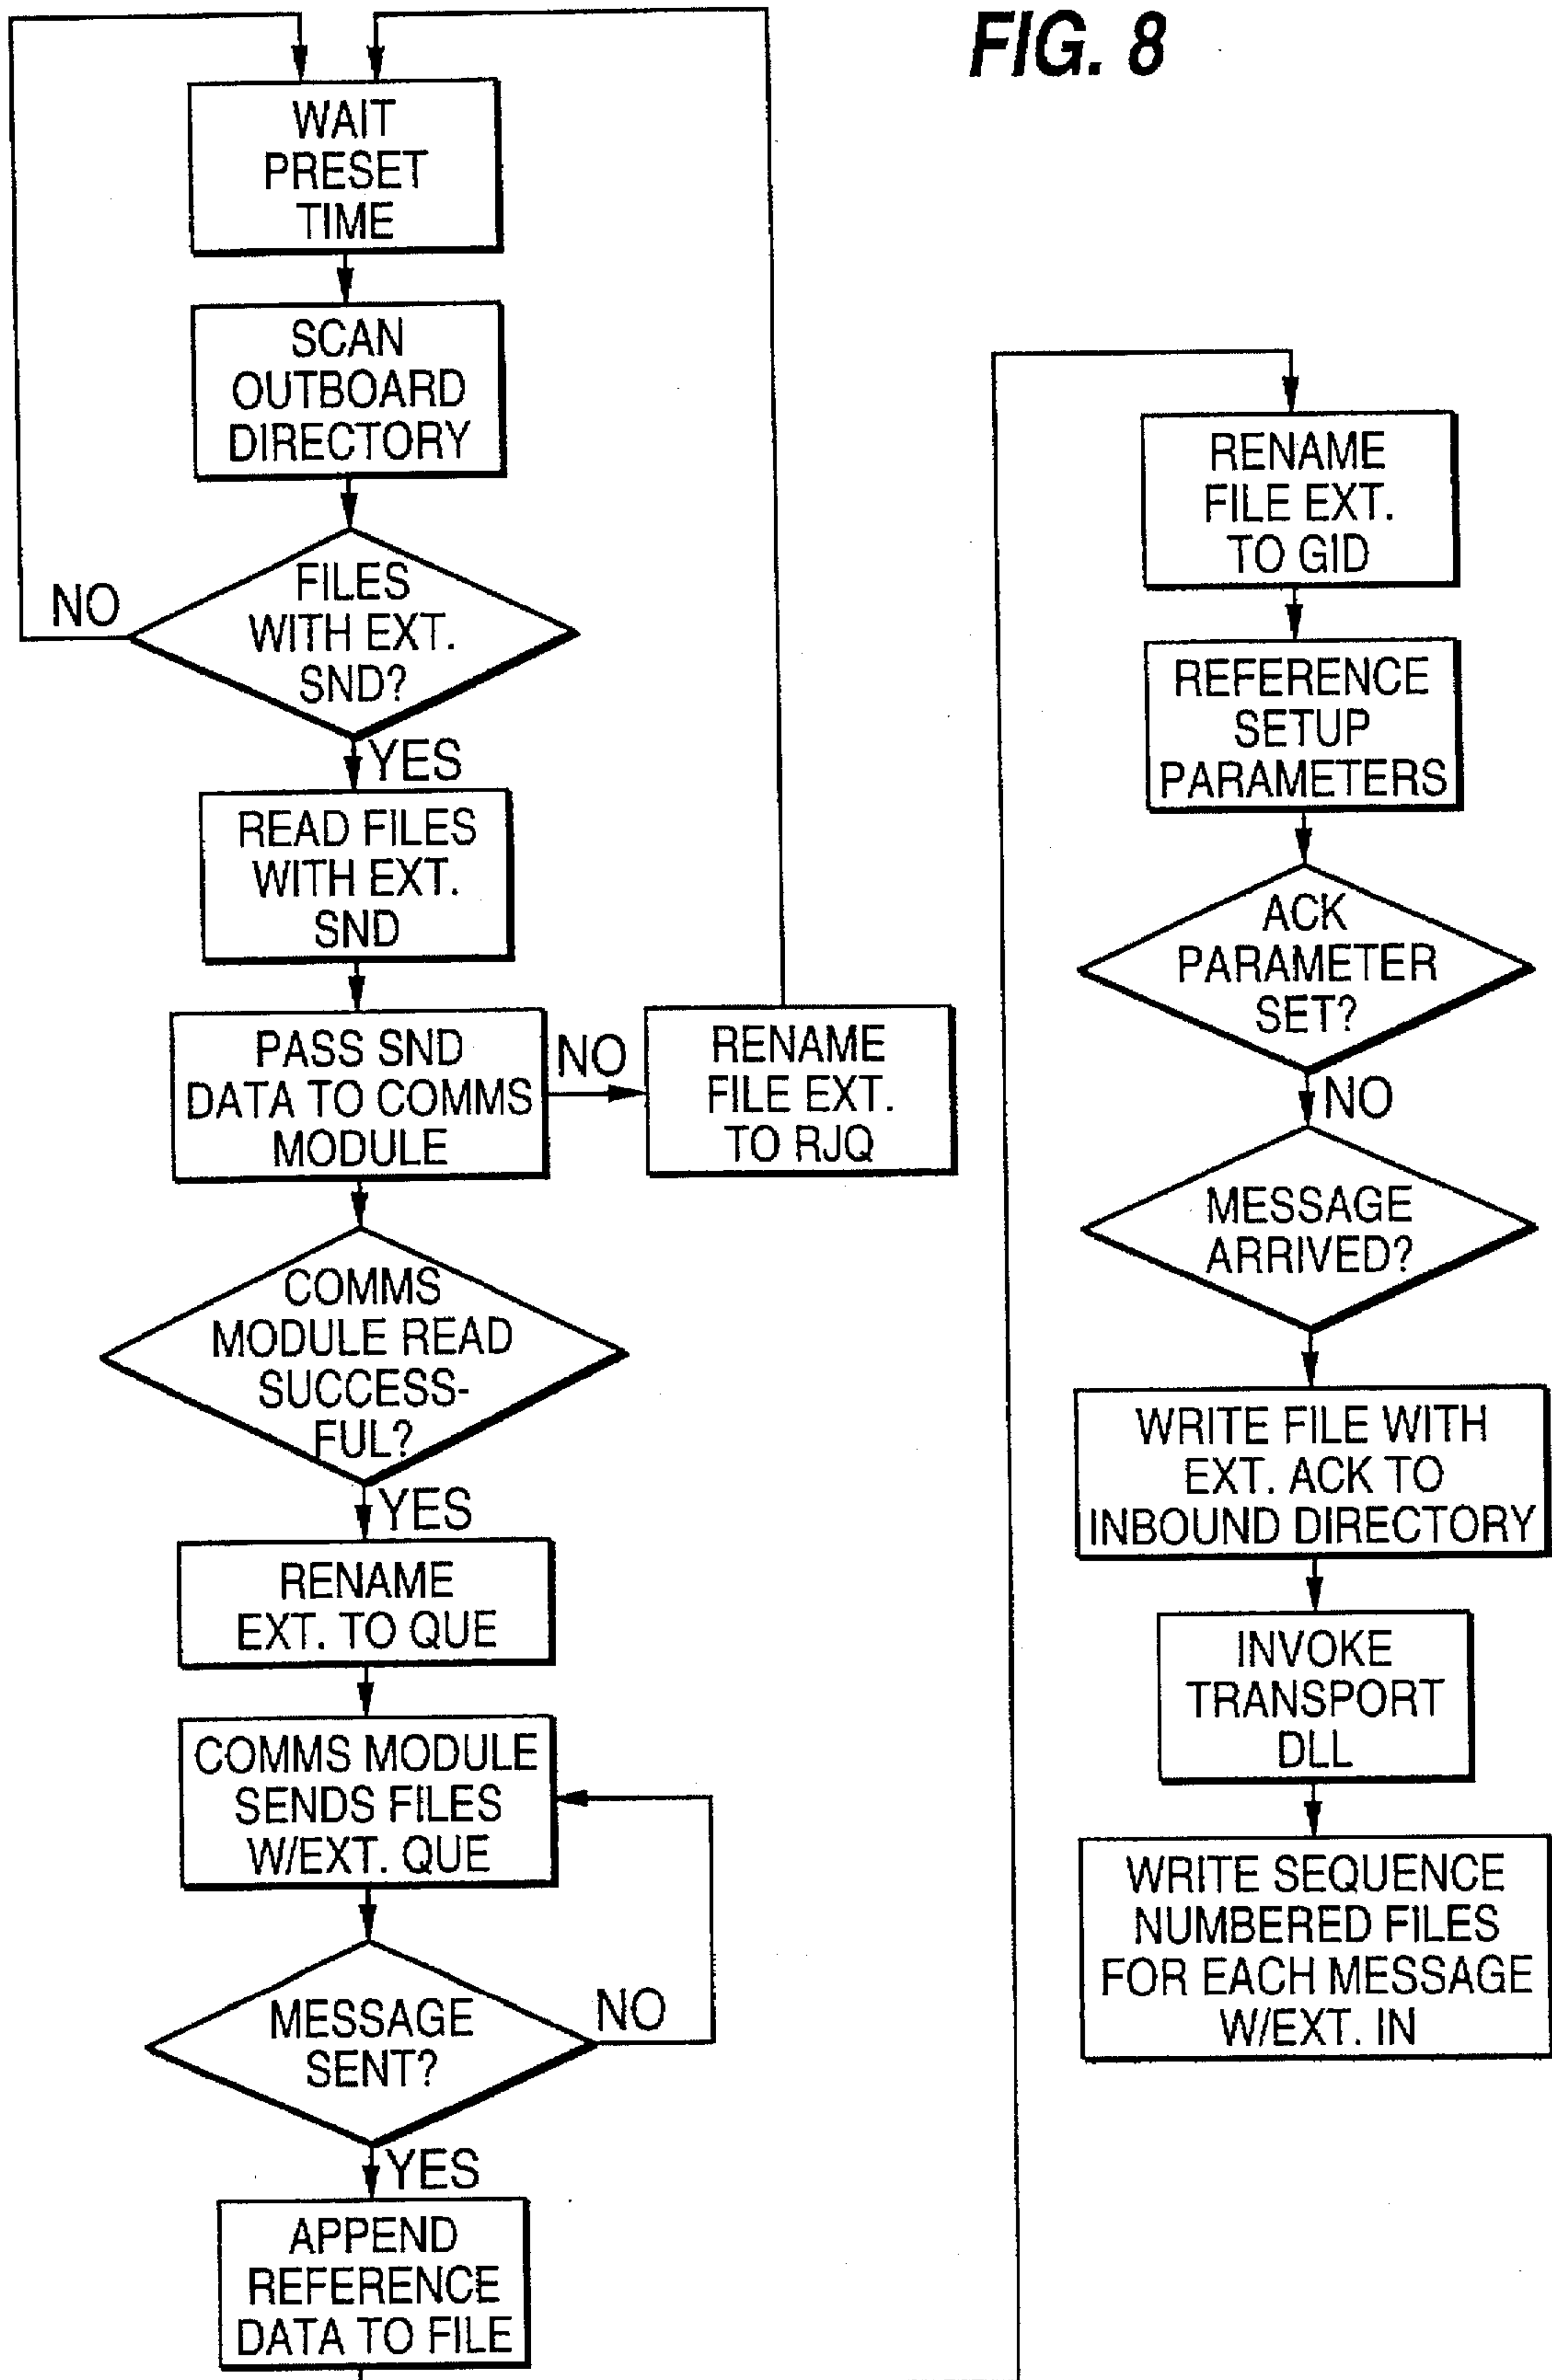 FIG. 8
WAIT
PRESET
TIME
SCAN
OUTBOARD
DIRECTORY
FILES
WITH EXT.
SND?
NO
YES
READ FILES
WITH EXT.
SND
PASS SND
DATA TO COMMS
MODULE
NO
RENAME
FILE EXT.
TO RJQ
COMMS
MODULE READ
SUCCESS-
FUL?
YES
RENAME
EXT. TO QUE
COMMS MODULE
SENDS FILES
W/EXT. QUE
MESSAGE
SENT?
NO
YES
APPEND
REFERENCE
DATA TO FILE
RENAME
FILE EXT.
TO GID
REFERENCE
SETUP
PARAMETERS
ACK
PARAMETER
SET?
NO
MESSAGE
ARRIVED?
WRITE FILE WITH
EXT. ACK TO
INBOUND DIRECTORY
INVOKE
TRANSPORT
DLL
WRITE SEQUENCE
NUMBERED FILES
FOR EACH MESSAGE
W/EXT. IN